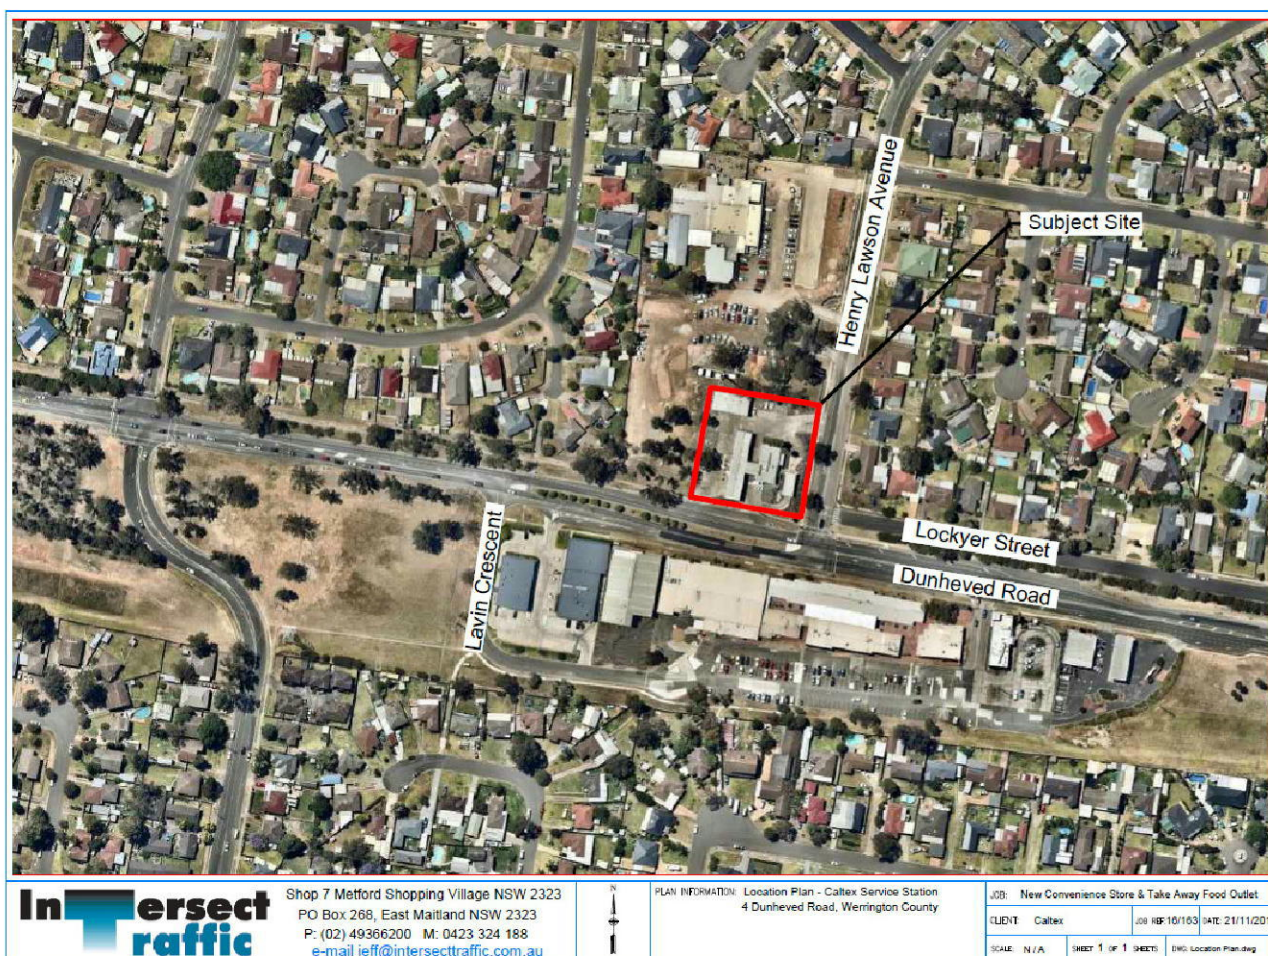 Subject Site
Henry Lawson Avenue
Lockyer Street
Dunheved Road
Lavin Crescent
Intersect
Traffic
Shop 7 Metford Shopping Village NSW 2323
PO Box 268, East Maitland NSW 2323
P: (02) 49366200 M: 0423 324 188
e-mail jeff@intersecttraffic.com.au
N
PLAN INFORMATION: Location Plan - Caltex Service Station
4 Dunheved Road, Werrington County
JOB: New Convenience Store & Take Away Food Outlet
CLIENT: Caltex JOB REF 16/163 DATE: 21/11/201
SCALE N/A SHEET 1 OF 1 SHEETS DWG: Location Plan.dwg